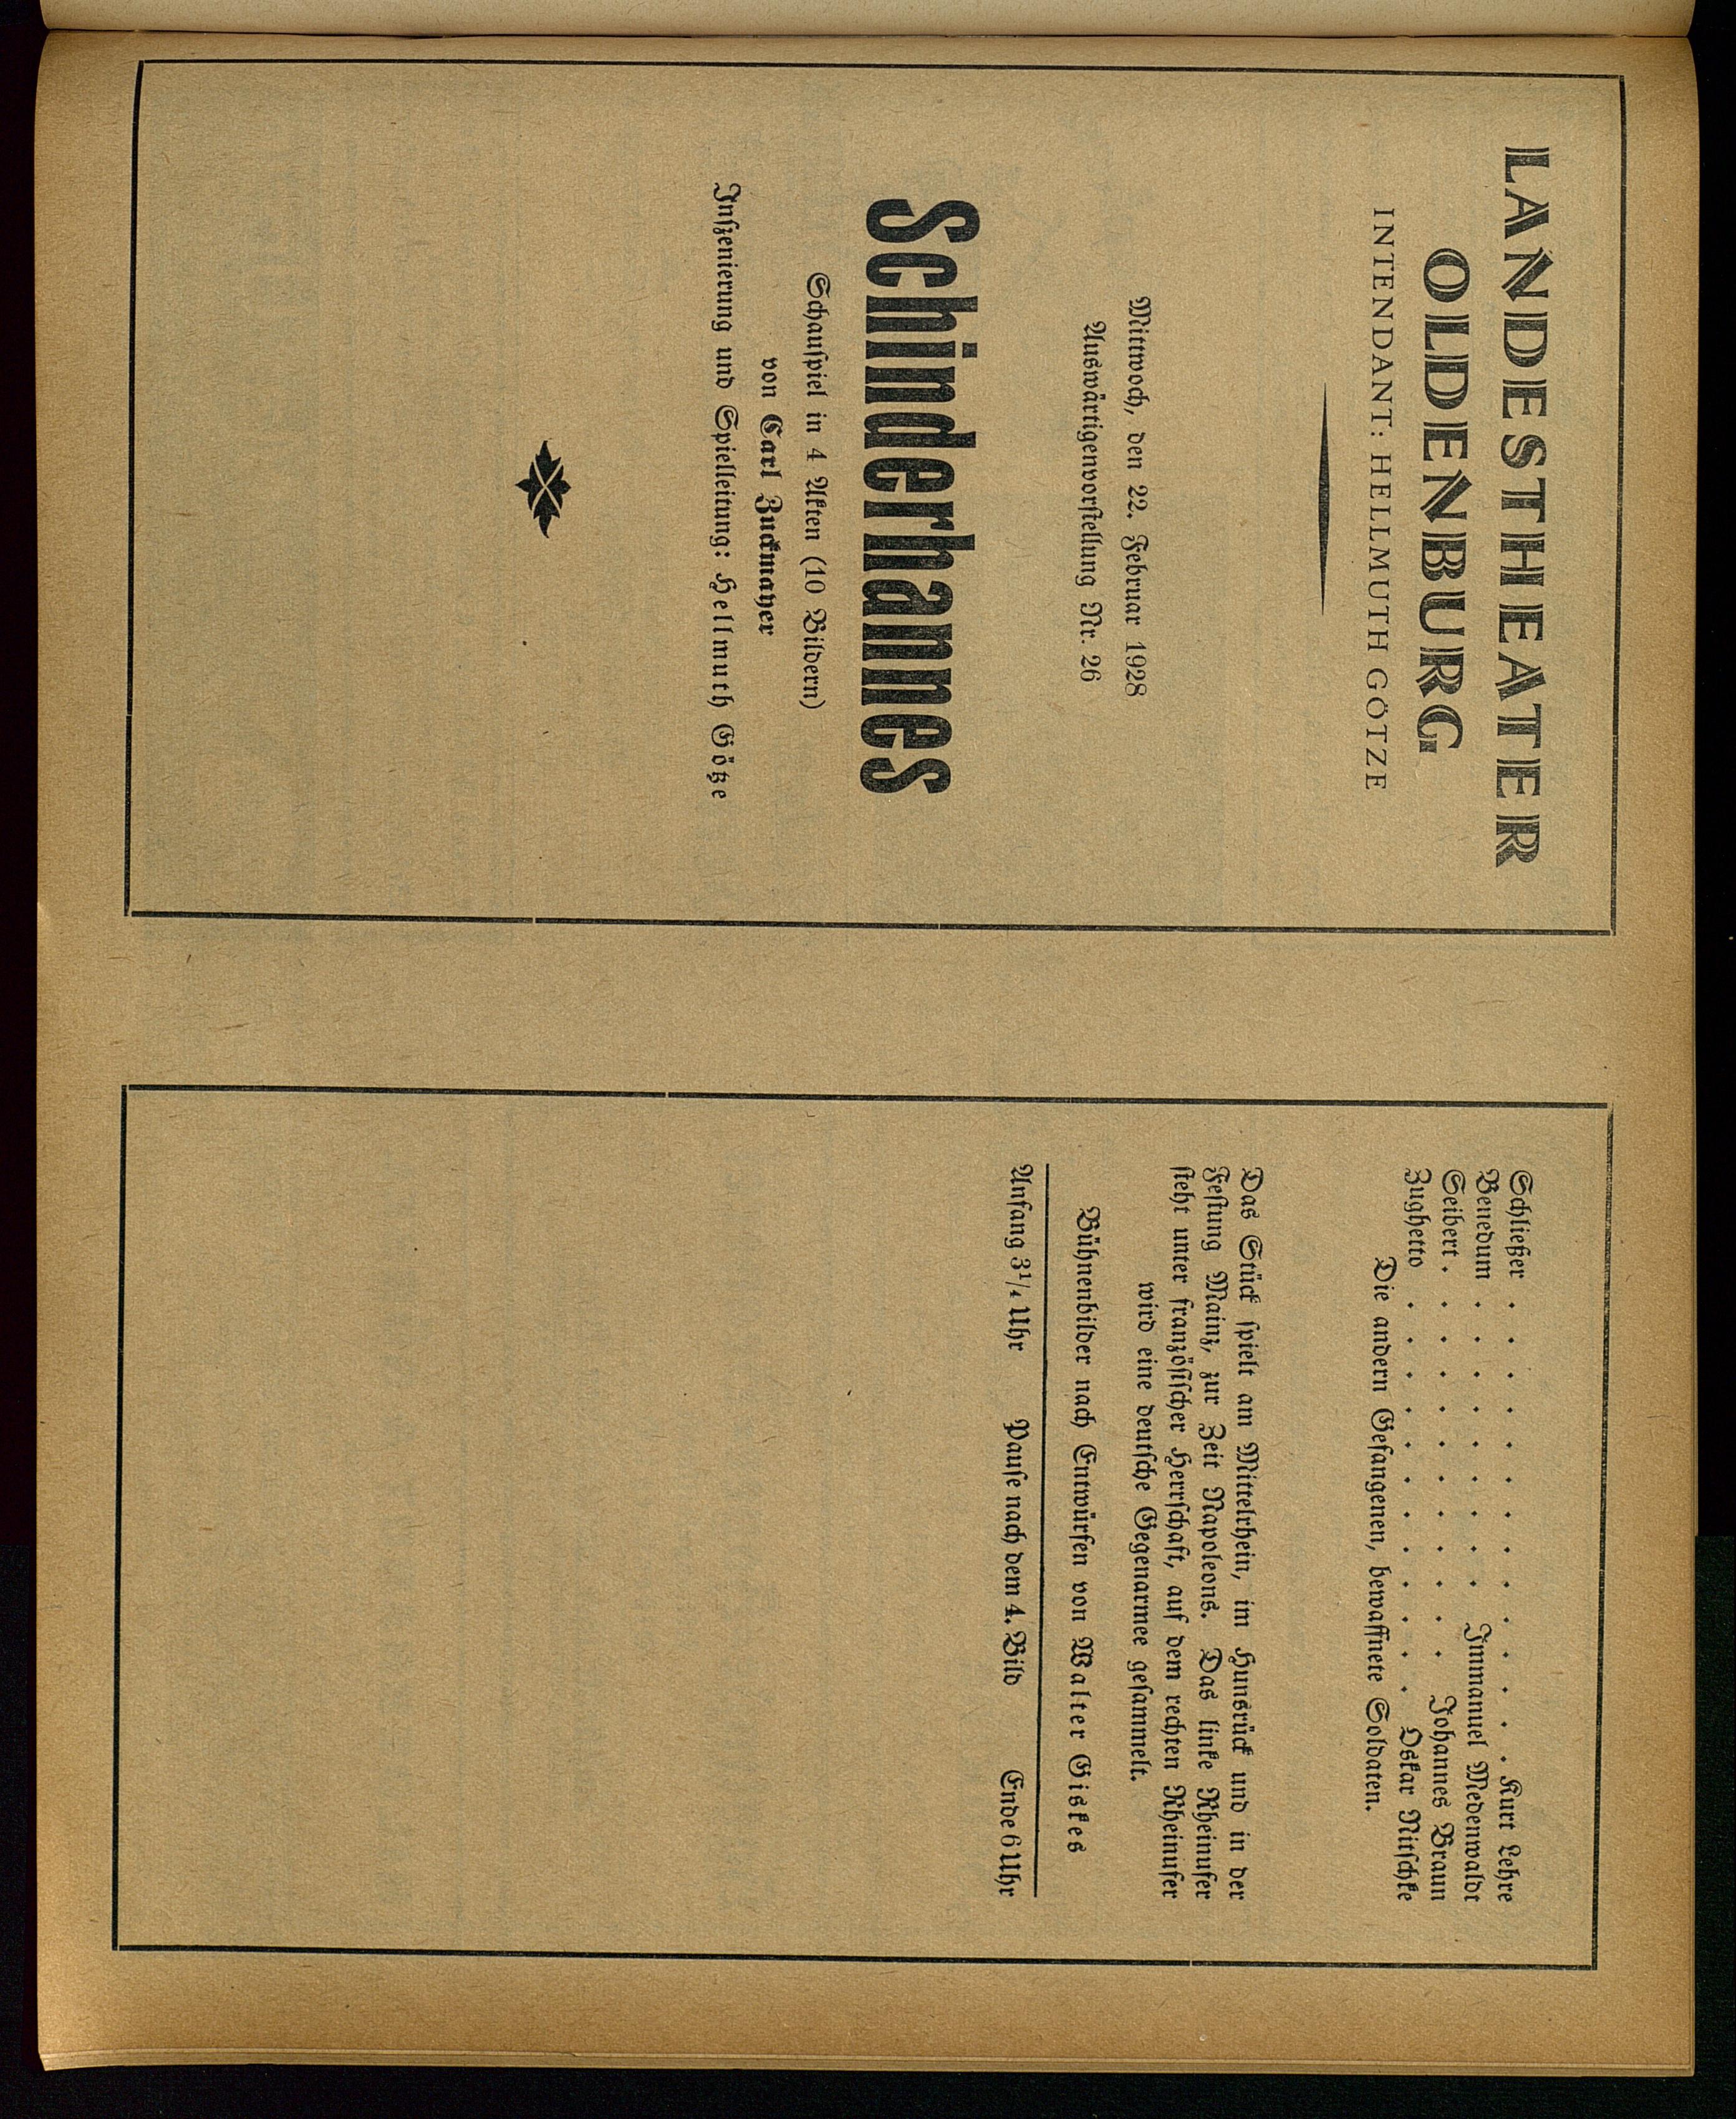 LANDESTHEATER
OLDENBURG
INTENDANT: HELLMUTH GÖTZE
Mittwoch, den 22. Februar 1928
Auswärtigenvorstellung Nr. 26
Schinderhannes
Schauspiel in 4 Akten (10 Bildern)
von Carl Zuckmayer
Inszenierung und Spielleitung: Hellmuth Götze
Schließer . . . . . . . . . . . . . . Kurt Lehre
Benedum . . . . . . . . . Immanuel Medenwaldt
Seibert . . . . . . . . . . . . Johannes Braun
Zughetto . . . . . . . . . . . . Oskar Nitschke
Die andern Gefangenen, bewaffnete Soldaten.
Das Stück spielt am Mittelrhein, im Hunsrück und in der
Festung Mainz, zur Zeit Napoleons. Das linke Rheinufer
steht unter französischer Herrschaft, auf dem rechten Rheinufer
wird eine deutsche Gegenarmee gesammelt.
Bühnenbilder nach Entwürfen von Walter Giskes
Anfang 3¹/₄ Uhr Pause nach dem 4. Bild Ende 6 Uhr